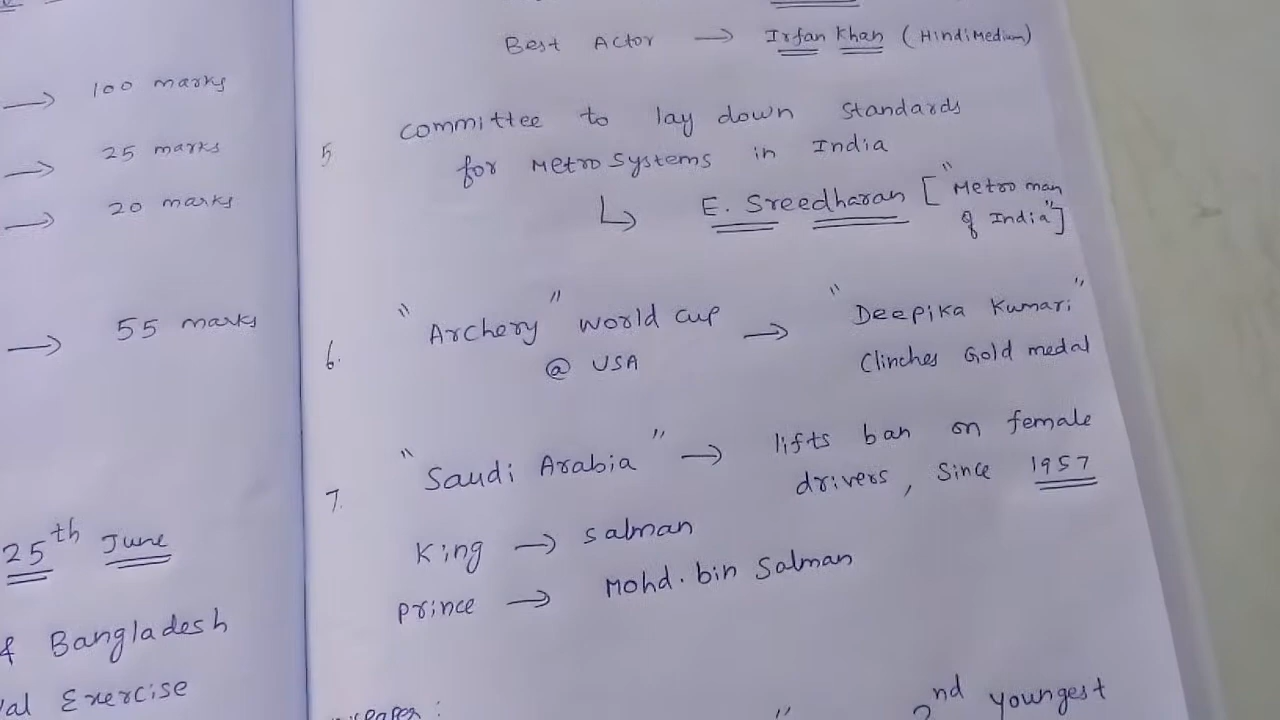 → 100 marks
→ 25 marks
→ 20 marks
→ 55 marks
25th June
Bangladesh
Exercise
Best Actor → Irfan Khan (Hindi Medium)
5 committee to lay down standards
for Metro Systems in India
↳ E. Sreedharan ["Metro man
of India"]
6. "Archery" world cup → "Deepika Kumari"
@ USA Clinches Gold medal
7. "Saudi Arabia" → lifts ban on female
drivers, Since 1957
King → salman
prince → Mohd. bin Salman
2nd youngest